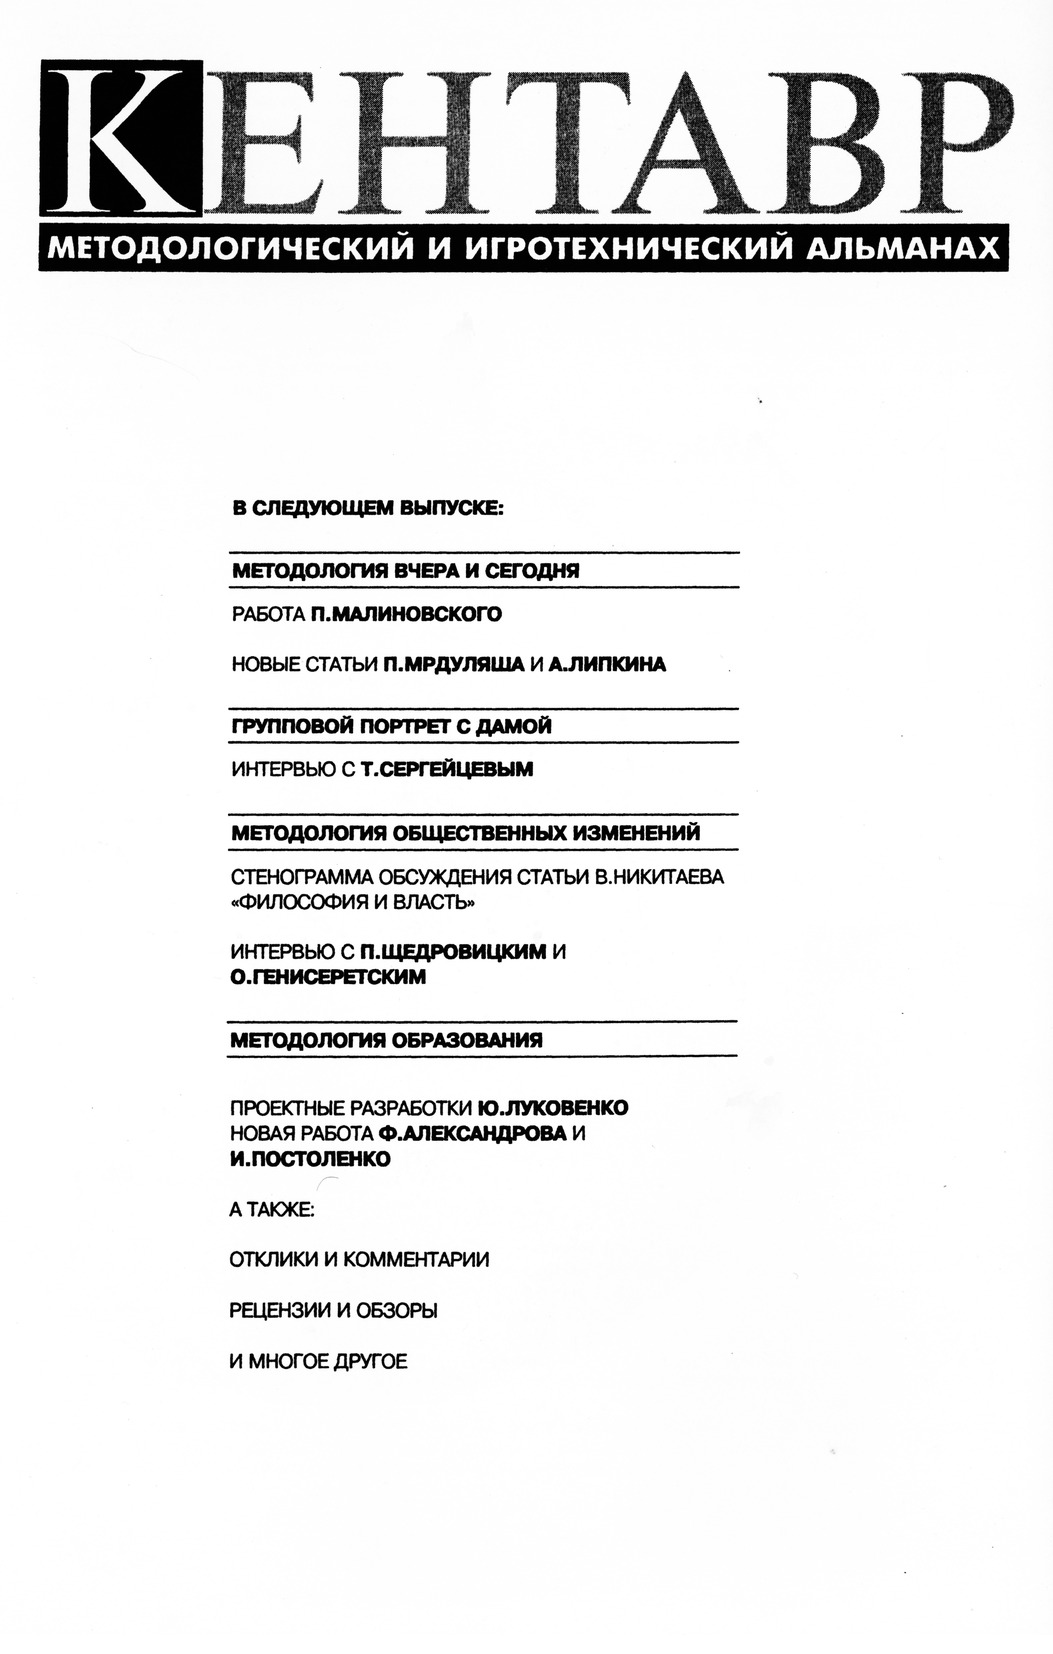 КЕНТАВР
МЕТОДОЛОГИЧЕСКИЙ И ИГРОТЕХНИЧЕСКИЙ АЛЬМАНАХ
В СЛЕДУЮЩЕМ ВЫПУСКЕ:
МЕТОДОЛОГИЯ ВЧЕРА И СЕГОДНЯ
РАБОТА П.МАЛИНОВСКОГО
НОВЫЕ СТАТЬИ П.МРДУЛЯША И А.ЛИПКИНА
ГРУППОВОЙ ПОРТРЕТ С ДАМОЙ
ИНТЕРВЬЮ С Т.СЕРГЕЙЦЕВЫМ
МЕТОДОЛОГИЯ ОБЩЕСТВЕННЫХ ИЗМЕНЕНИЙ
СТЕНОГРАММА ОБСУЖДЕНИЯ СТАТЬИ В.НИКИТАЕВА
«ФИЛОСОФИЯ И ВЛАСТЬ»
ИНТЕРВЬЮ С П.ЩЕДРОВИЦКИМ И
О.ГЕНИСЕРЕТСКИМ
МЕТОДОЛОГИЯ ОБРАЗОВАНИЯ
ПРОЕКТНЫЕ РАЗРАБОТКИ Ю.ЛУКОВЕНКО
НОВАЯ РАБОТА Ф.АЛЕКСАНДРОВА И
И.ПОСТОЛЕНКО
А ТАКЖЕ:
ОТКЛИКИ И КОММЕНТАРИИ
РЕЦЕНЗИИ И ОБЗОРЫ
И МНОГОЕ ДРУГОЕ